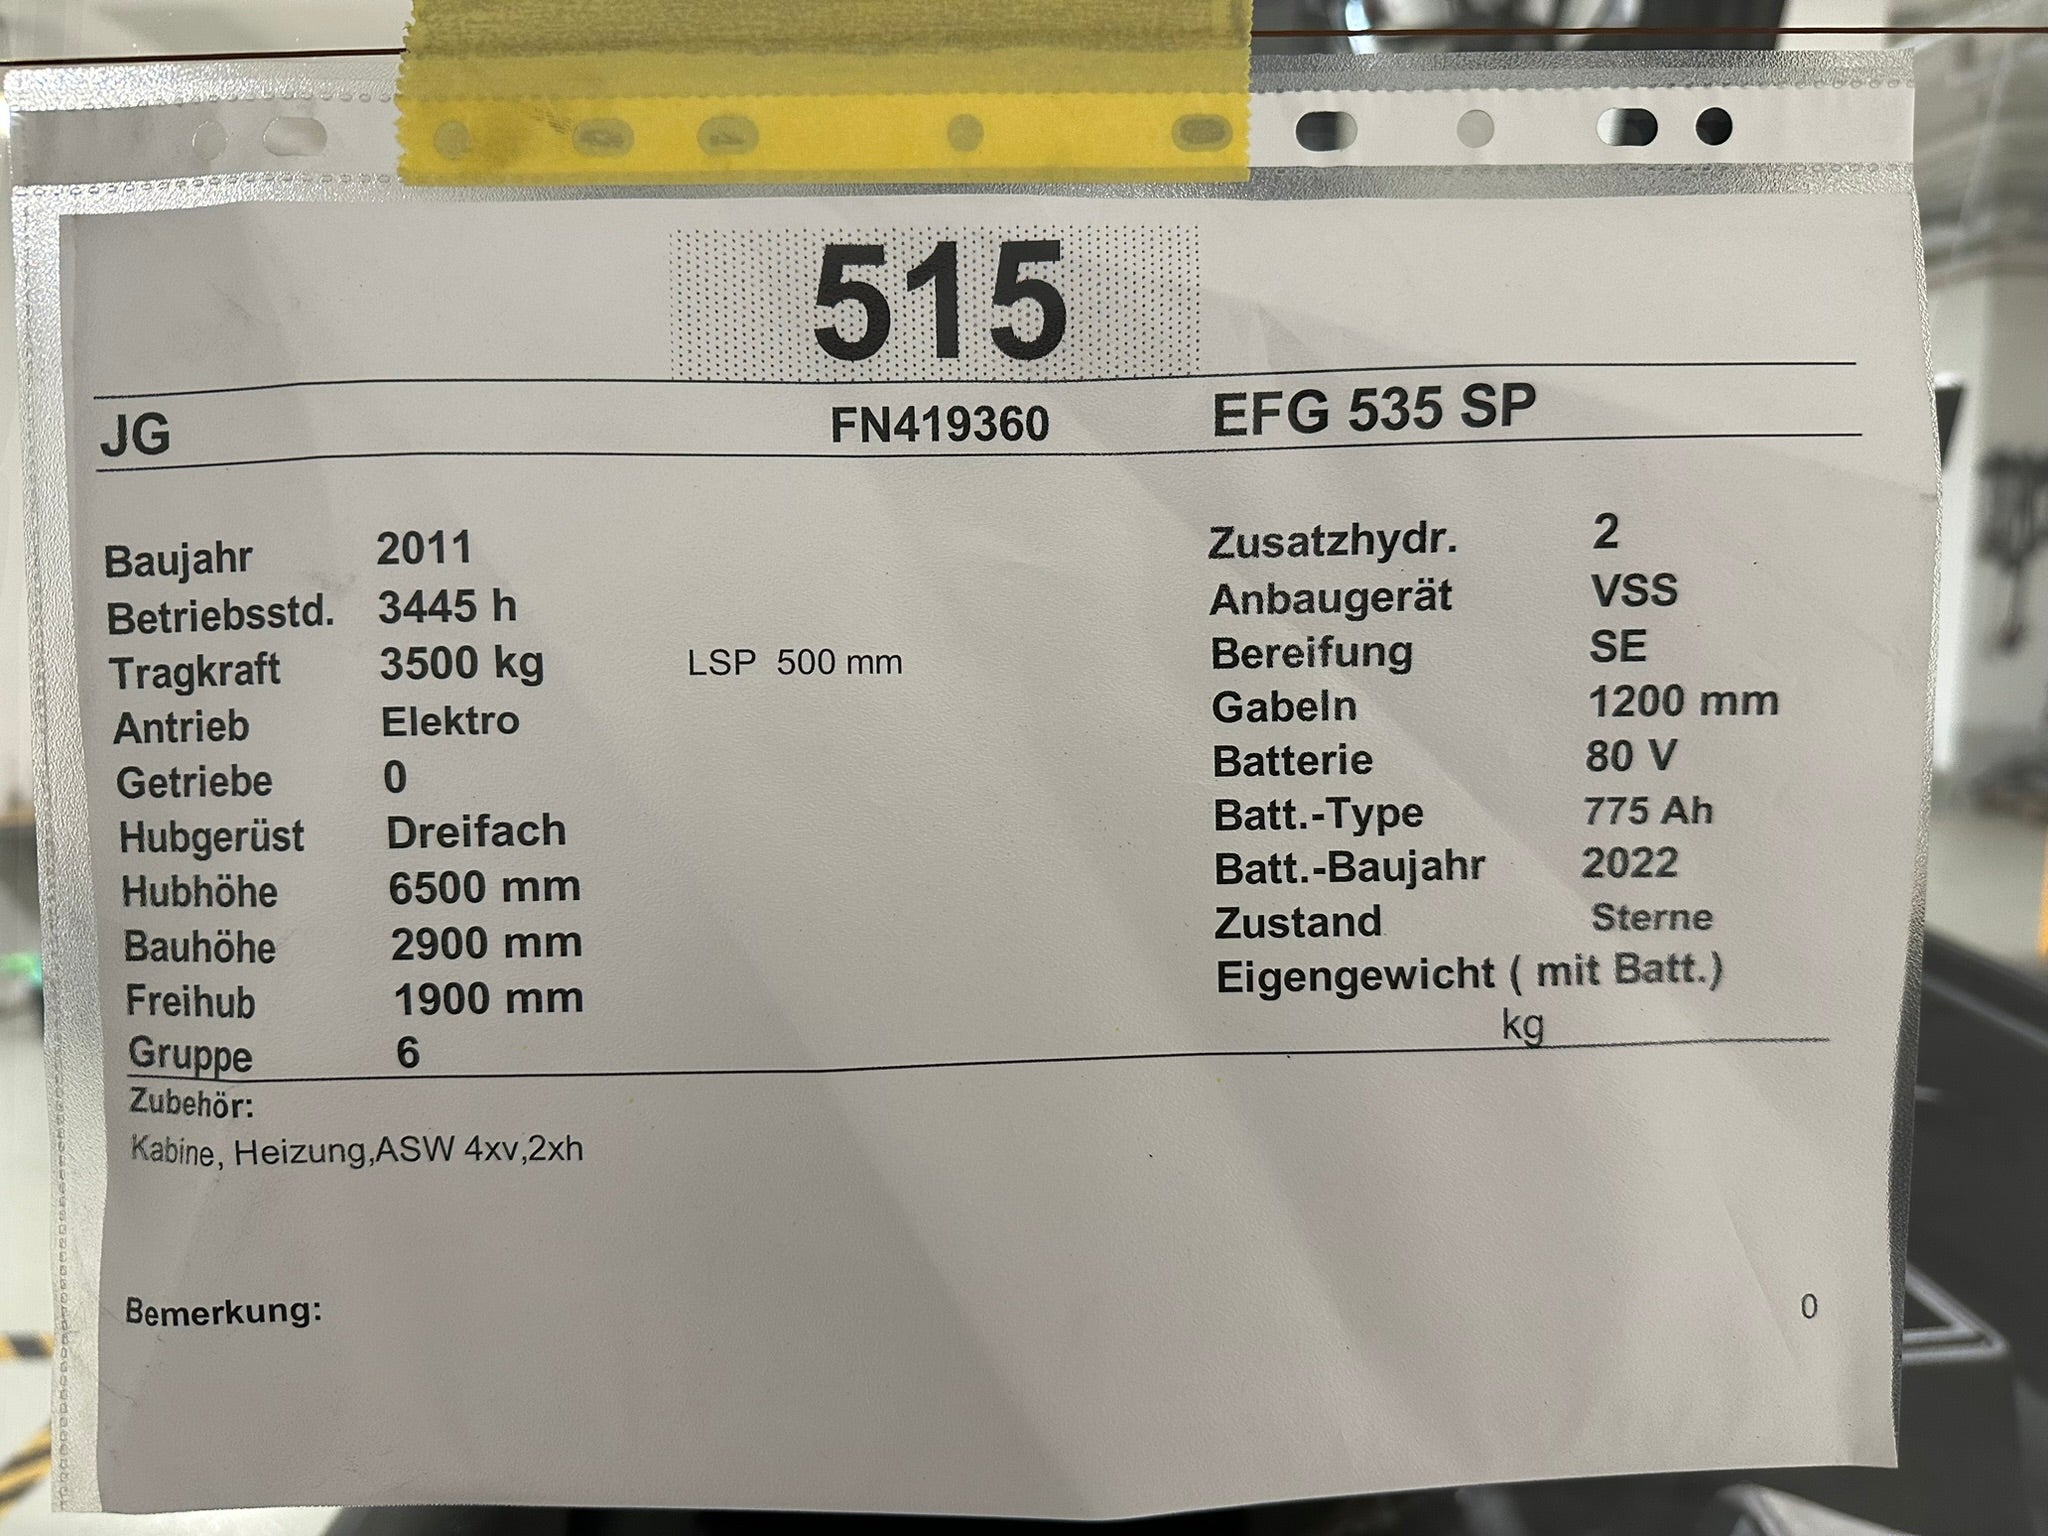 515
JG FN419360 EFG 535 SP
Baujahr 2011
Betriebsstd. 3445 h
Tragkraft 3500 kg LSP 500 mm
Antrieb Elektro
Getriebe 0
Hubgerüst Dreifach
Hubhöhe 6500 mm
Bauhöhe 2900 mm
Freihub 1900 mm
Gruppe 6
Zusatzhydr. 2
Anbaugerät VSS
Bereifung SE
Gabeln 1200 mm
Batterie 80 V
Batt.-Type 775 Ah
Batt.-Baujahr 2022
Zustand Sterne
Eigengewicht ( mit Batt.)
kg
Zubehör:
Kabine, Heizung,ASW 4xv,2xh
Bemerkung: 0